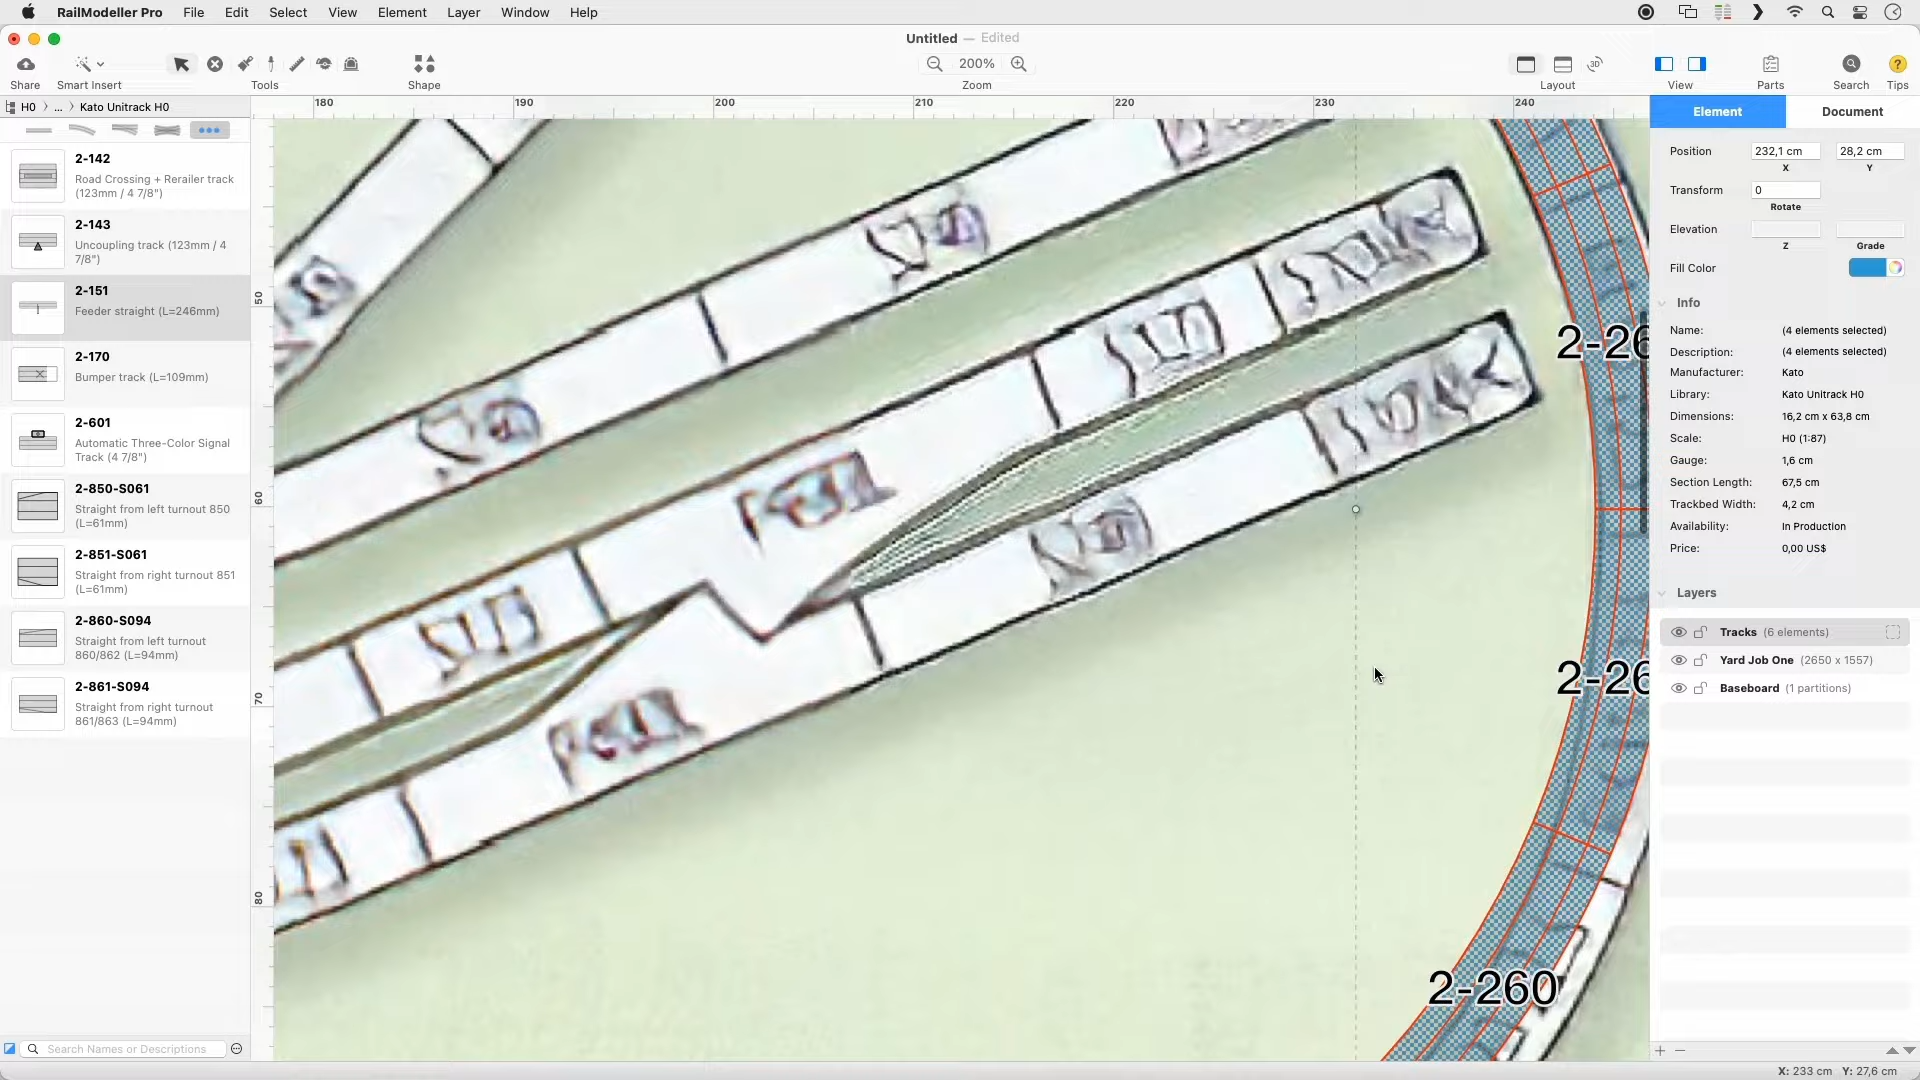 RailModeller Pro File Edit Select View Track Element Layer Window Help
Untitled — Edited
200%
Share Smart Insert Tools Shape Zoom Layout View Parts Search Tips
H0 › ... › Kato Unitrack H0
180 190 200 210 220 230 240
2-142
Road Crossing + Rerailer track
(123mm / 4 7/8")
2-143
Uncoupling track (123mm / 4
7/8")
2-151
Feeder straight (L=246mm)
2-170
Bumper track (L=109mm)
2-601
Automatic Three-Color Signal
Track (4 7/8")
2-850-S061
Straight from left turnout 850
(L=61mm)
2-851-S061
Straight from right turnout 851
(L=61mm)
2-860-S094
Straight from left turnout
860/862 (L=94mm)
2-861-S094
Straight from right turnout
861/863 (L=94mm)
Search Names or Descriptions
50
60
70
80
2-26
2-26
2-260
Element Document
Position 232,1 cm 28,2 cm
X Y
Transform 0
Rotate
Elevation
Z Grade
Fill Color
Info
Name: (4 elements selected)
Description: (4 elements selected)
Manufacturer: Kato
Library: Kato Unitrack H0
Dimensions: 16,2 cm x 63,8 cm
Scale: H0 (1:87)
Gauge: 1,6 cm
Section Length: 67,5 cm
Trackbed Width: 4,2 cm
Availability: In Production
Price: 0,00 US$
Layers
Tracks (6 elements)
Yard Job One (2650 x 1557)
Baseboard (1 partitions)
X: 233 cm Y: 27,6 cm